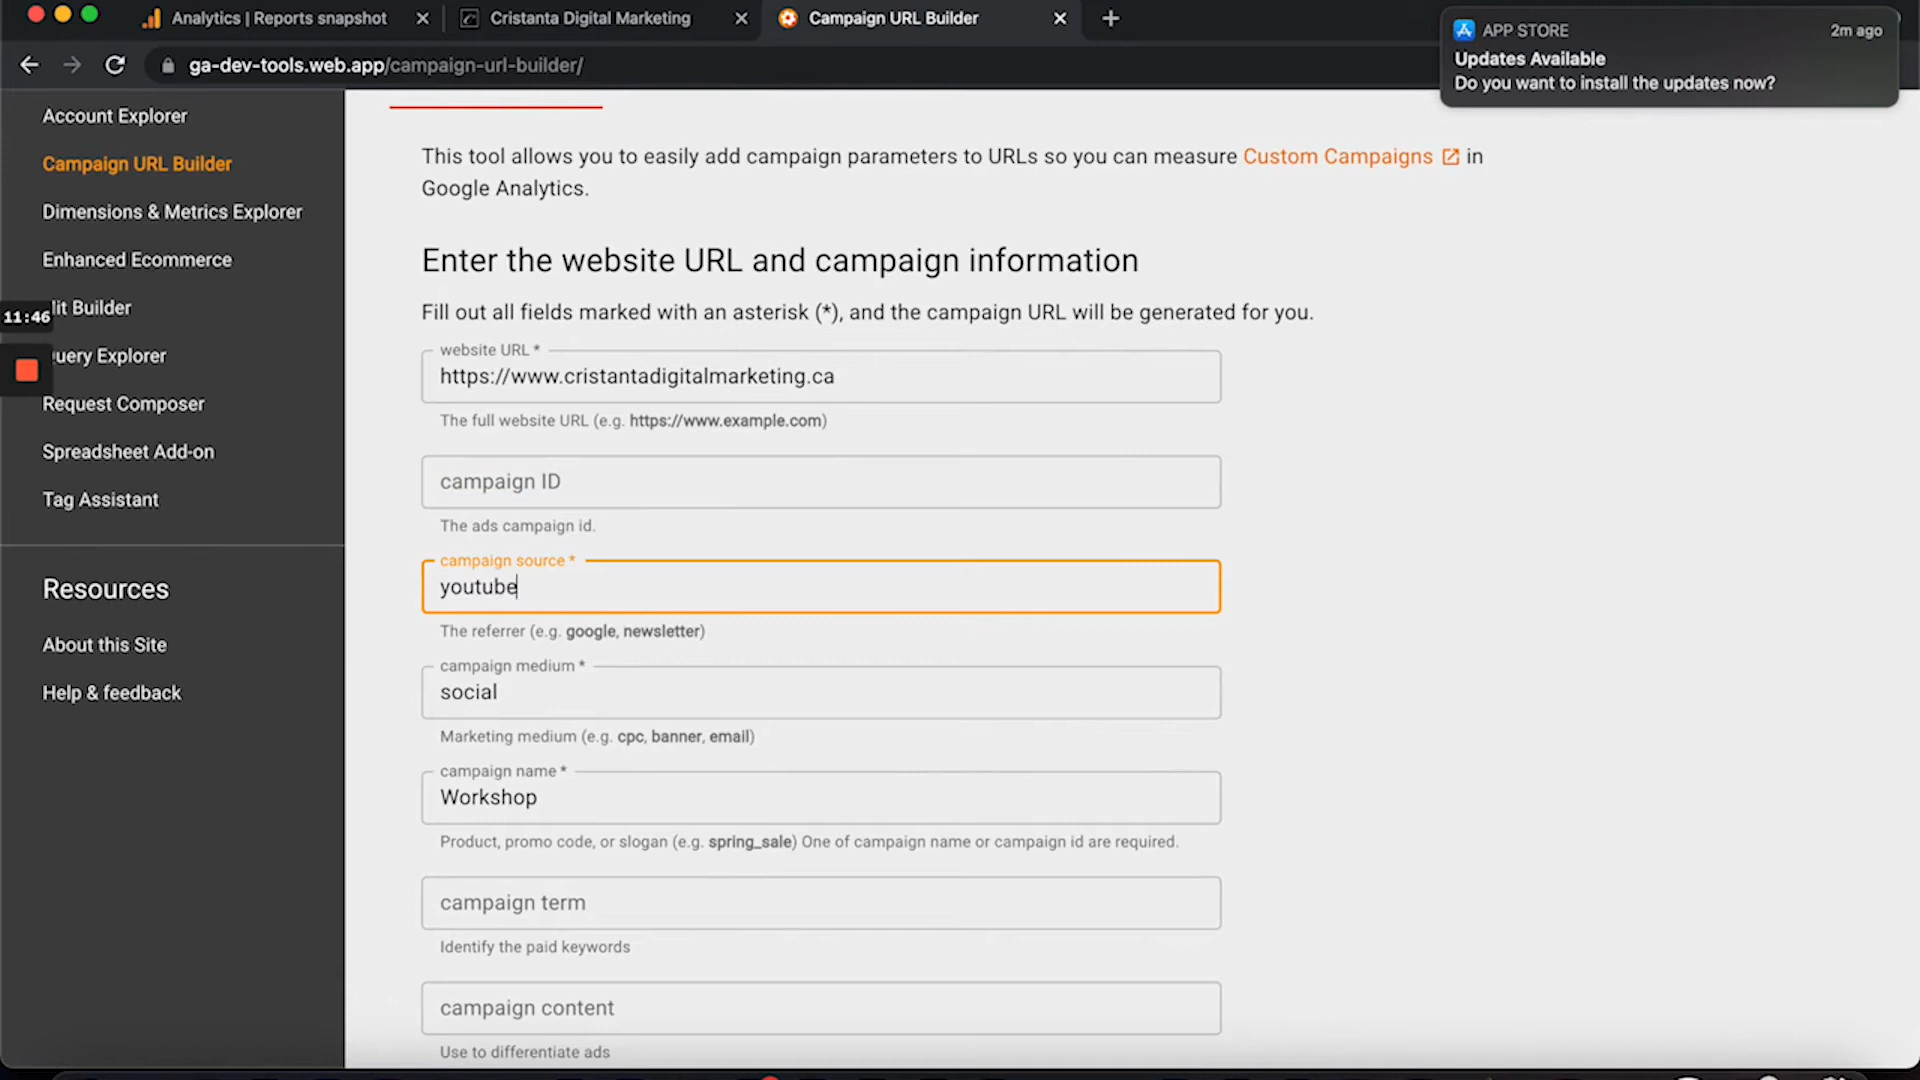 Analytics | Reports snapshot
Cristanta Digital Marketing
Campaign URL Builder
APP STORE
2m ago
Updates Available
Do you want to install the updates now?
ga-dev-tools.web.app/campaign-url-builder/
Account Explorer
Campaign URL Builder
Dimensions & Metrics Explorer
Enhanced Ecommerce
Hit Builder
Query Explorer
Request Composer
Spreadsheet Add-on
Tag Assistant
11:46
Resources
About this Site
Help & feedback
This tool allows you to easily add campaign parameters to URLs so you can measure Custom Campaigns in
Google Analytics.
Enter the website URL and campaign information
Fill out all fields marked with an asterisk (*), and the campaign URL will be generated for you.
website URL *
https://www.cristantadigitalmarketing.ca
The full website URL (e.g. https://www.example.com)
campaign ID
The ads campaign id.
campaign source *
youtube
The referrer (e.g. google, newsletter)
campaign medium *
social
Marketing medium (e.g. cpc, banner, email)
campaign name *
Workshop
Product, promo code, or slogan (e.g. spring_sale) One of campaign name or campaign id are required.
campaign term
Identify the paid keywords
campaign content
Use to differentiate ads